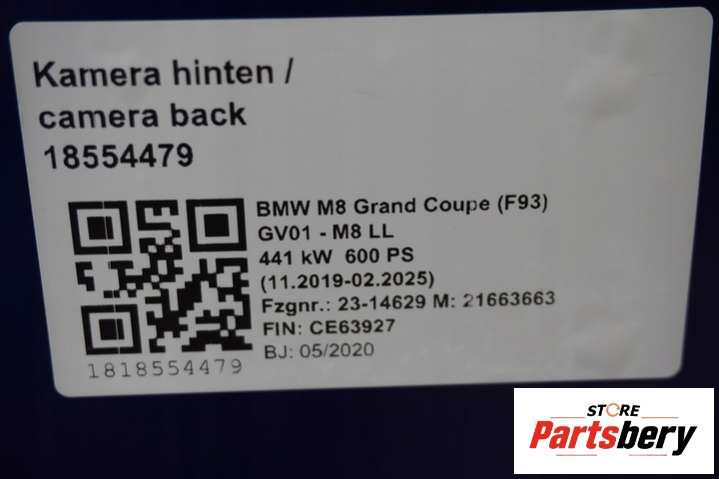 Kamera hinten /
camera back
18554479
BMW M8 Grand Coupe (F93)
GV01 - M8 LL
441 kW 600 PS
(11.2019-02.2025)
Fzgnr.: 23-14629 M: 21663663
FIN: CE63927
BJ: 05/2020
1818554479
STORE
Partsbery